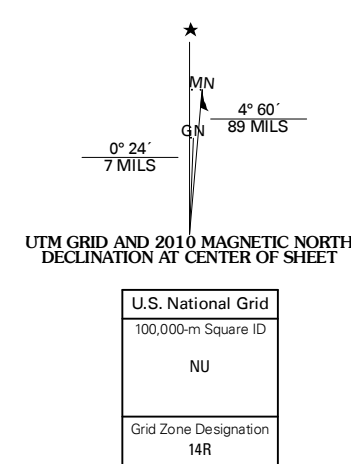 ★
MN
4° 60´
89 MILS
GN
0° 24´
7 MILS
UTM GRID AND 2010 MAGNETIC NORTH
DECLINATION AT CENTER OF SHEET
U.S. National Grid
100,000-m Square ID
NU
Grid Zone Designation
14R